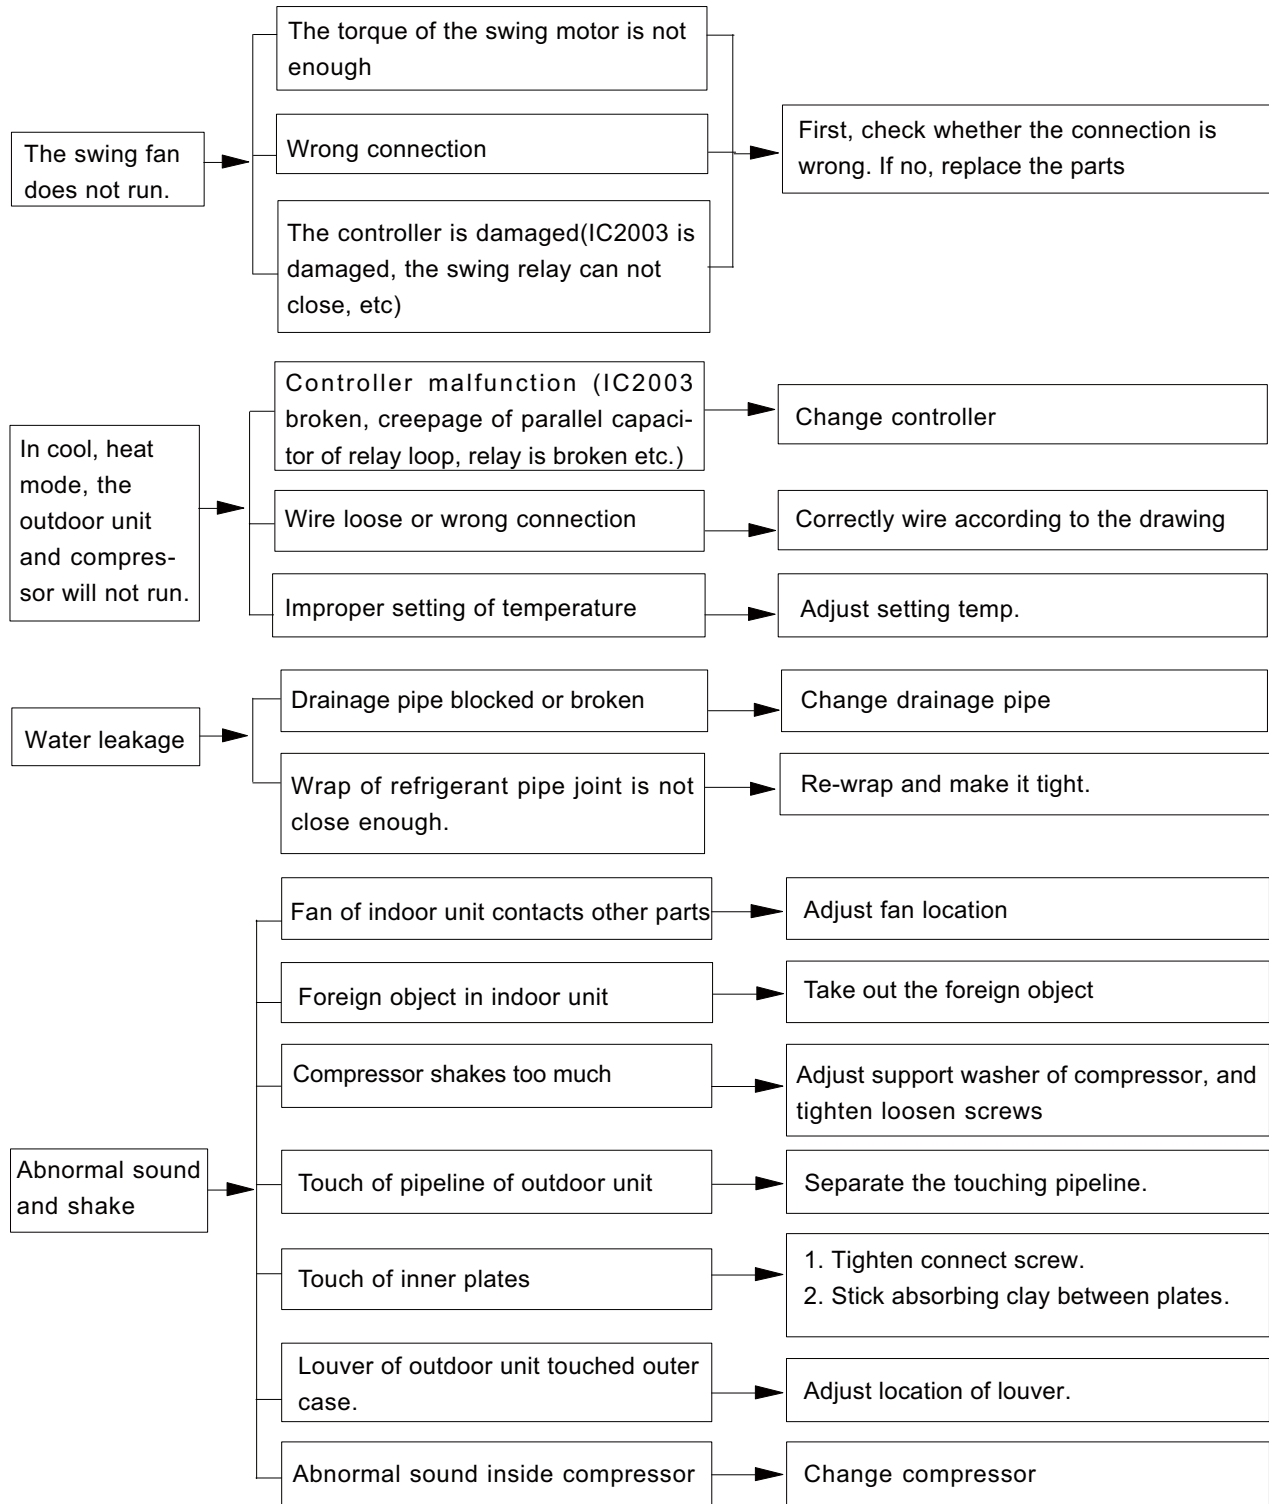 The torque of the swing motor is not
enough
The swing fan
does not run.
Wrong connection
First, check whether the connection is
wrong. If no, replace the parts
The controller is damaged(IC2003 is
damaged, the swing relay can not
close, etc)
In cool, heat
mode, the
outdoor unit
and compres-
sor will not run.
Controller malfunction (IC2003
broken, creepage of parallel capaci-
tor of relay loop, relay is broken etc.)
Change controller
Wire loose or wrong connection
Correctly wire according to the drawing
Improper setting of temperature
Adjust setting temp.
Water leakage
Drainage pipe blocked or broken
Change drainage pipe
Wrap of refrigerant pipe joint is not
close enough.
Re-wrap and make it tight.
Abnormal sound
and shake
Fan of indoor unit contacts other parts
Adjust fan location
Foreign object in indoor unit
Take out the foreign object
Compressor shakes too much
Adjust support washer of compressor, and
tighten loosen screws
Touch of pipeline of outdoor unit
Separate the touching pipeline.
Touch of inner plates
1. Tighten connect screw.
2. Stick absorbing clay between plates.
Louver of outdoor unit touched outer
case.
Adjust location of louver.
Abnormal sound inside compressor
Change compressor